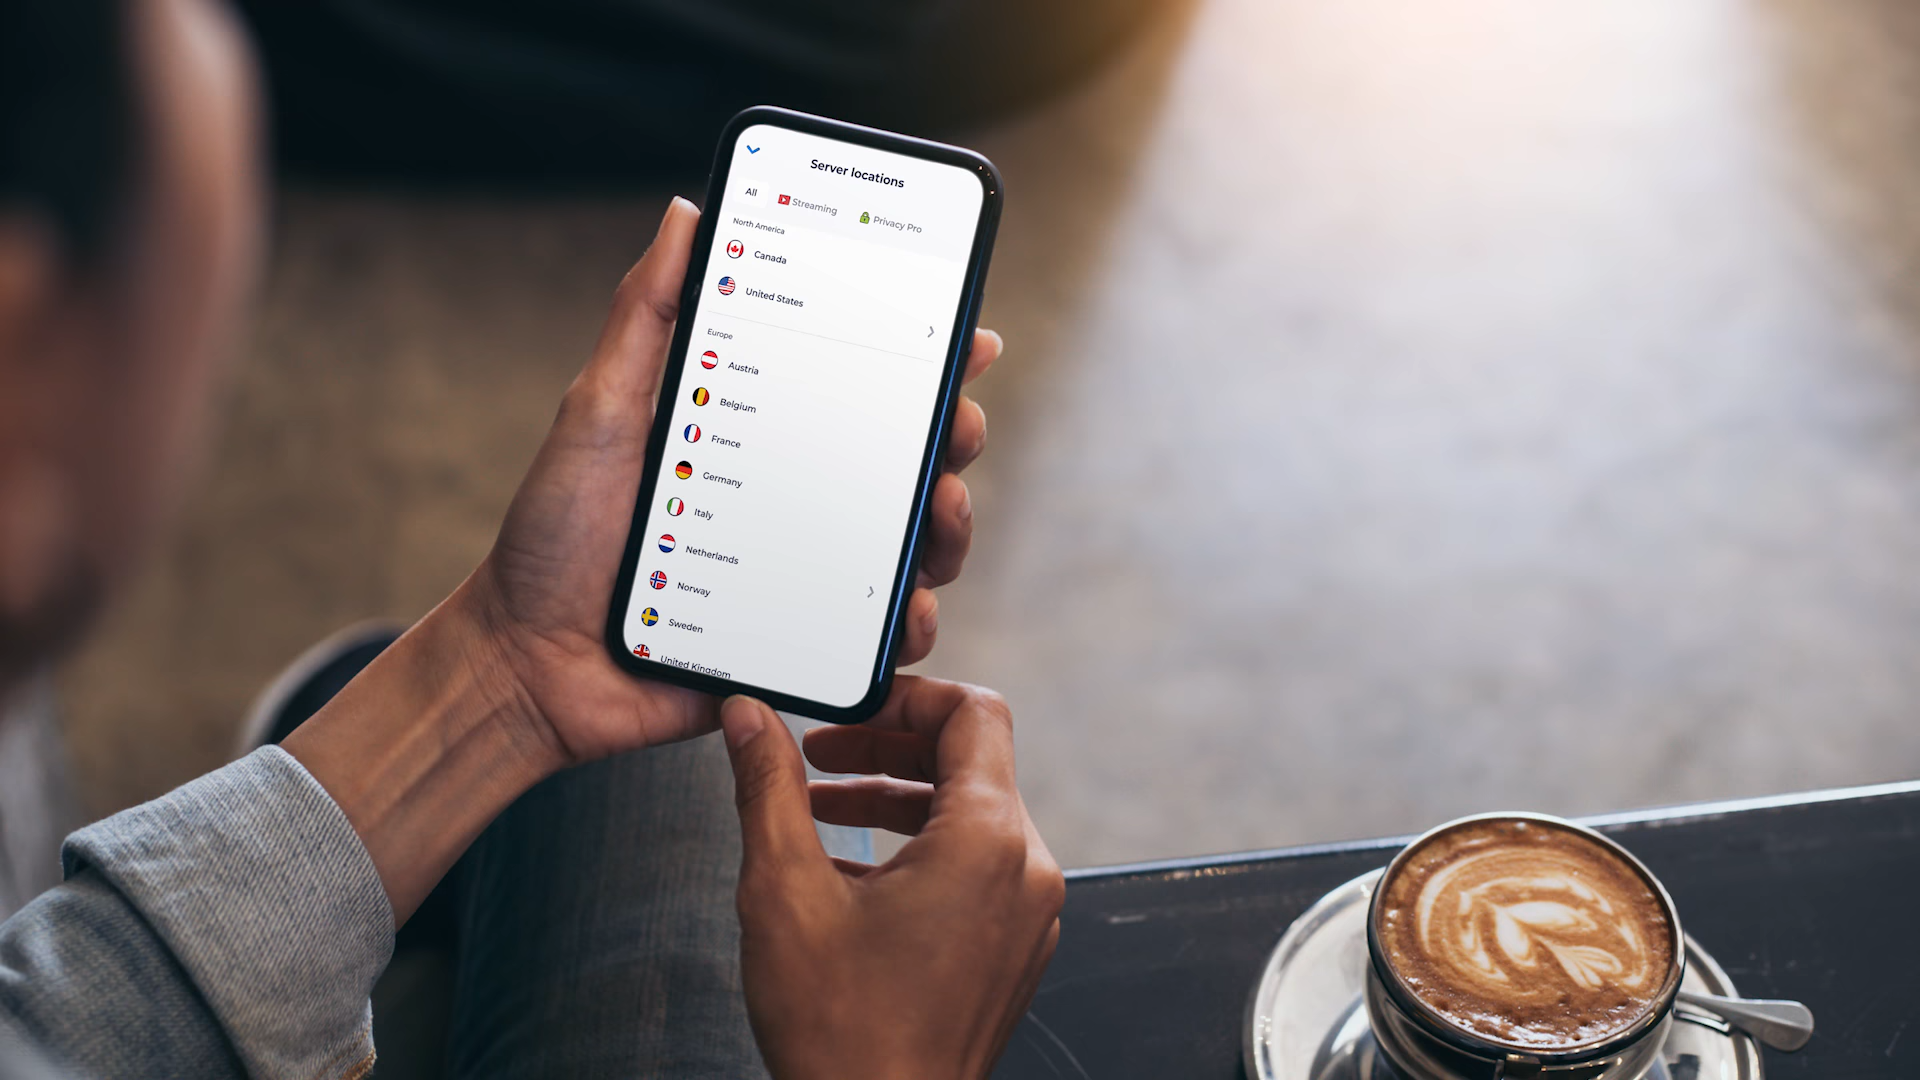 Server locations
All Streaming Privacy Pro
North America
Canada
United States
Europe
Austria
Belgium
France
Germany
Italy
Netherlands
Norway
Sweden
United Kingdom